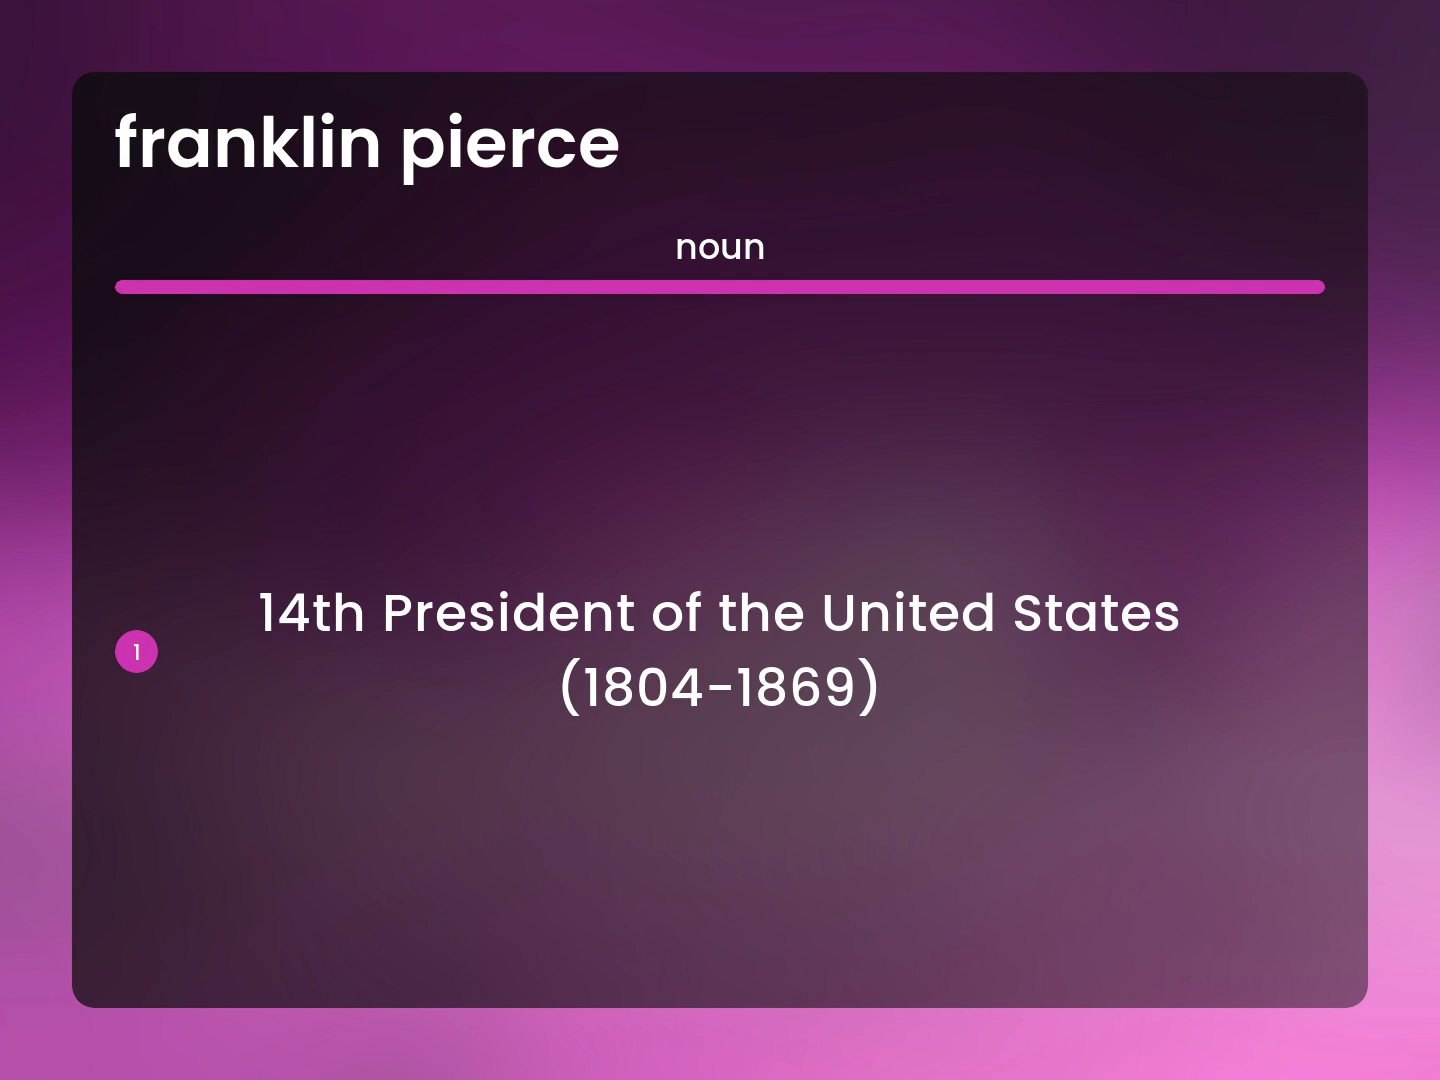 franklin pierce
noun
1
14th President of the United States
(1804-1869)